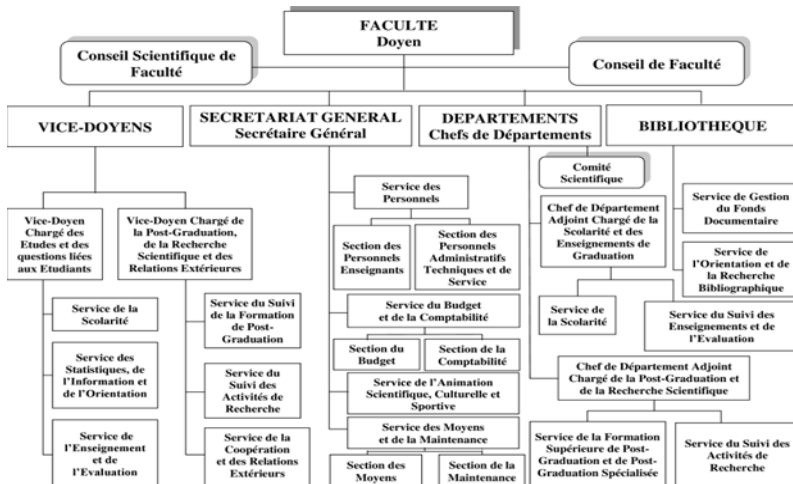 FACULTE
Doyen
Conseil Scientifique de
Faculté
Conseil de Faculté
VICE-DOYENS
SECRETARIAT GENERAL
Secrétaire Général
DEPARTEMENTS
Chefs de Départements
BIBLIOTHEQUE
Vice-Doyen
Chargé des
Etudes et des
questions liées
aux Etudiants
Service de la
Scolarité
Service des
Statistiques, de
l'Information et
de l'Orientation
Service de
l'Enseignement
et de
l'Evaluation
Vice-Doyen Chargé de
la Post-Graduation,
de la Recherche
Scientifique et des
Relations Extérieures
Service du Suivi
de la Formation
de Post-
Graduation
Service du
Suivi des
Activités de
Recherche
Service de la
Coopération
et des Relations
Extérieurs
Service des
Personnels
Section des
Personnels
Enseignants
Section des
Personnels
Administratifs
Techniques et de
Service
Service du Budget
et de la Comptabilité
Section du
Budget
Section de la
Comptabilité
Service de l'Animation
Scientifique, Culturelle et
Sportive
Service des Moyens
et de la Maintenance
Section des
Moyens
Section de la
Maintenance
Comité
Scientifique
Chef de Département
Adjoint Chargé de la
Scolarité et des
Enseignements de
Graduation
Service de
la Scolarité
Service du Suivi des
Enseignements et de
l'Evaluation
Chef de Département Adjoint
Chargé de la Post-Graduation et
de la Recherche Scientifique
Service de la Formation
Supérieure de Post-
Graduation et de Post-
Graduation Spécialisée
Service du Suivi des
Activités de
Recherche
Service de Gestion
du Fonds
Documentaire
Service de
l'Orientation et de
la Recherche
Bibliographique